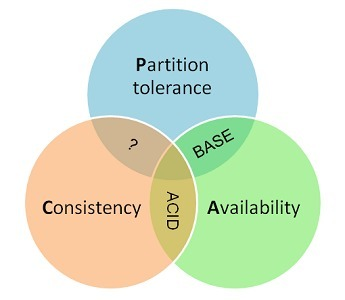 Partition
tolerance
?
BASE
Consistency
ACID
Availability